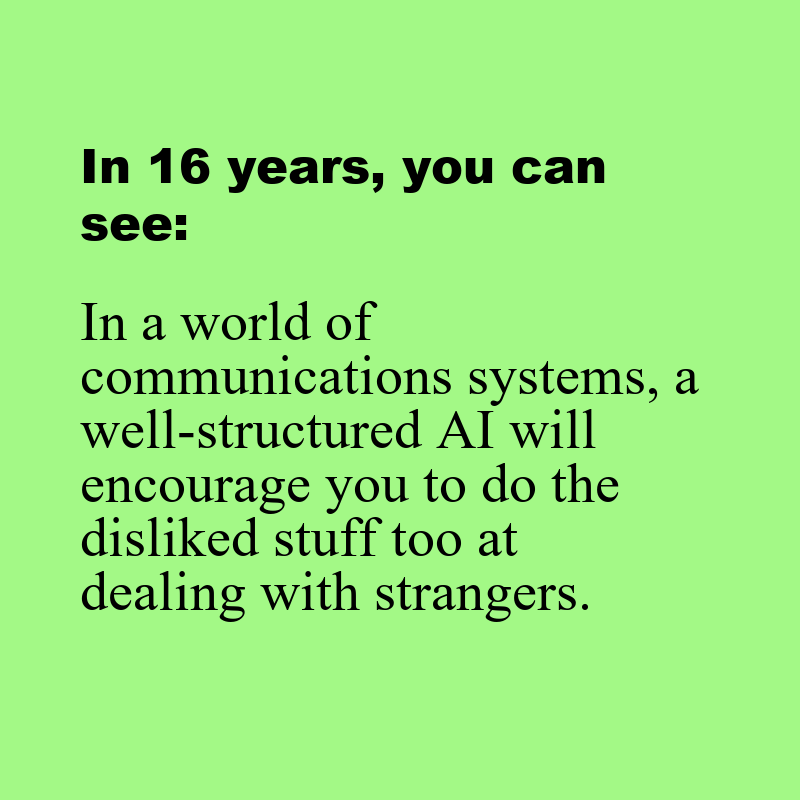 In 16 years, you can
see:
In a world of
communications systems, a
well-structured AI will
encourage you to do the
disliked stuff too at
dealing with strangers.